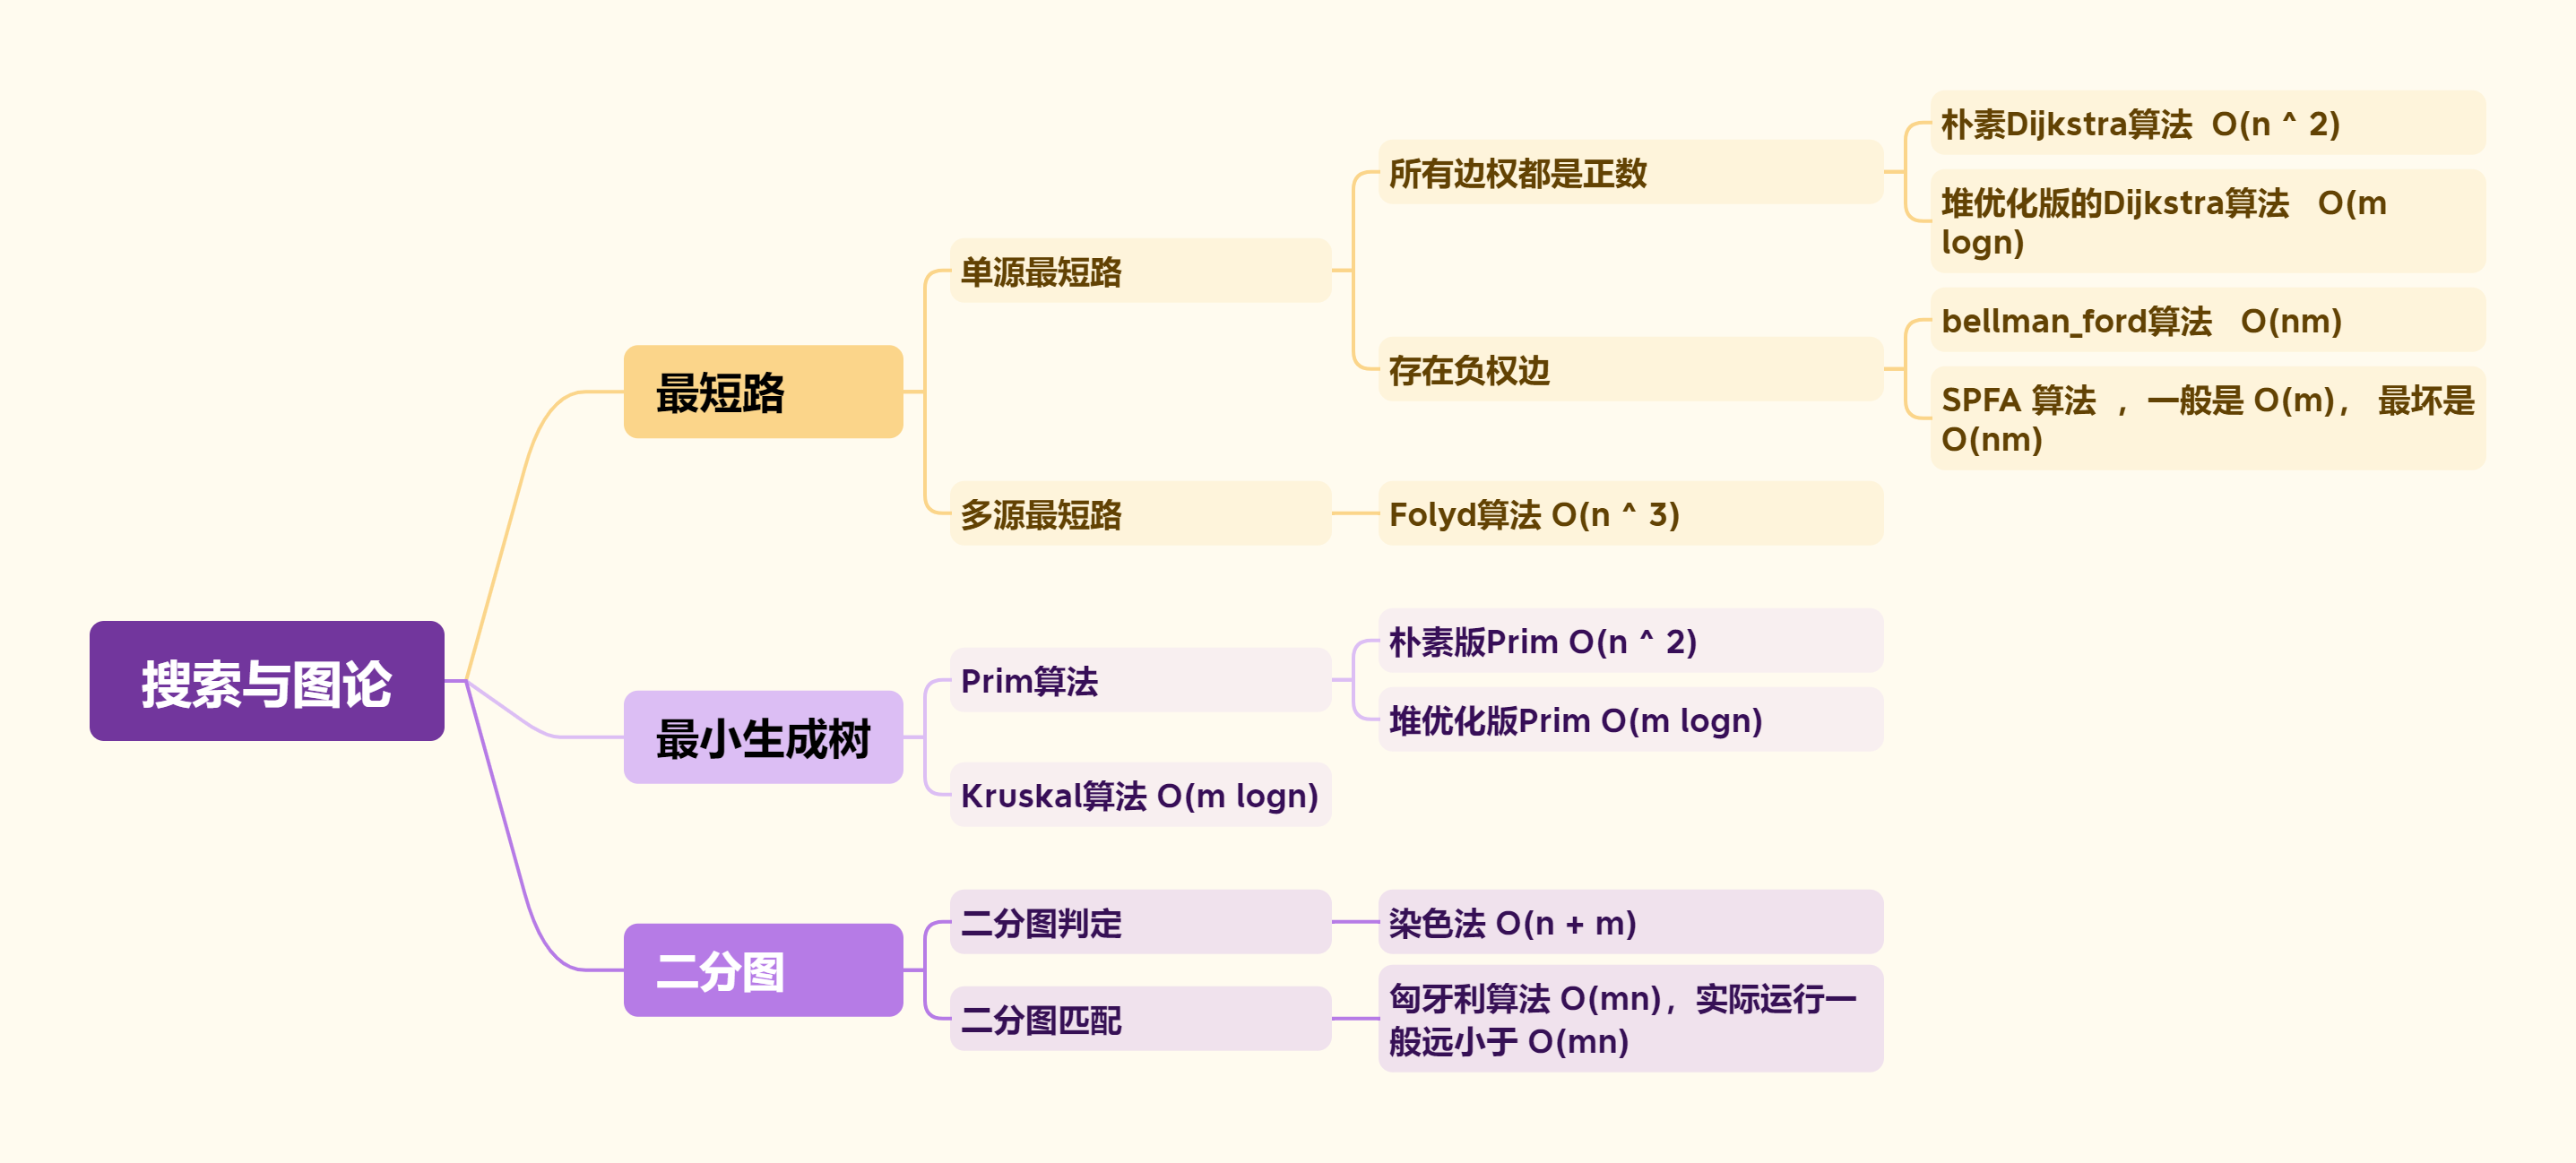 搜索与图论
最短路
单源最短路
所有边权都是正数
朴素Dijkstra算法  O(n ^ 2)
堆优化版的Dijkstra算法   O(m
logn)
存在负权边
bellman_ford算法   O(nm)
SPFA 算法 ，一般是 O(m)， 最坏是
O(nm)
多源最短路
Folyd算法 O(n ^ 3)
最小生成树
Prim算法
朴素版Prim O(n ^ 2)
堆优化版Prim O(m logn)
Kruskal算法 O(m logn)
二分图
二分图判定
染色法 O(n + m)
二分图匹配
匈牙利算法 O(mn)，实际运行一
般远小于 O(mn)